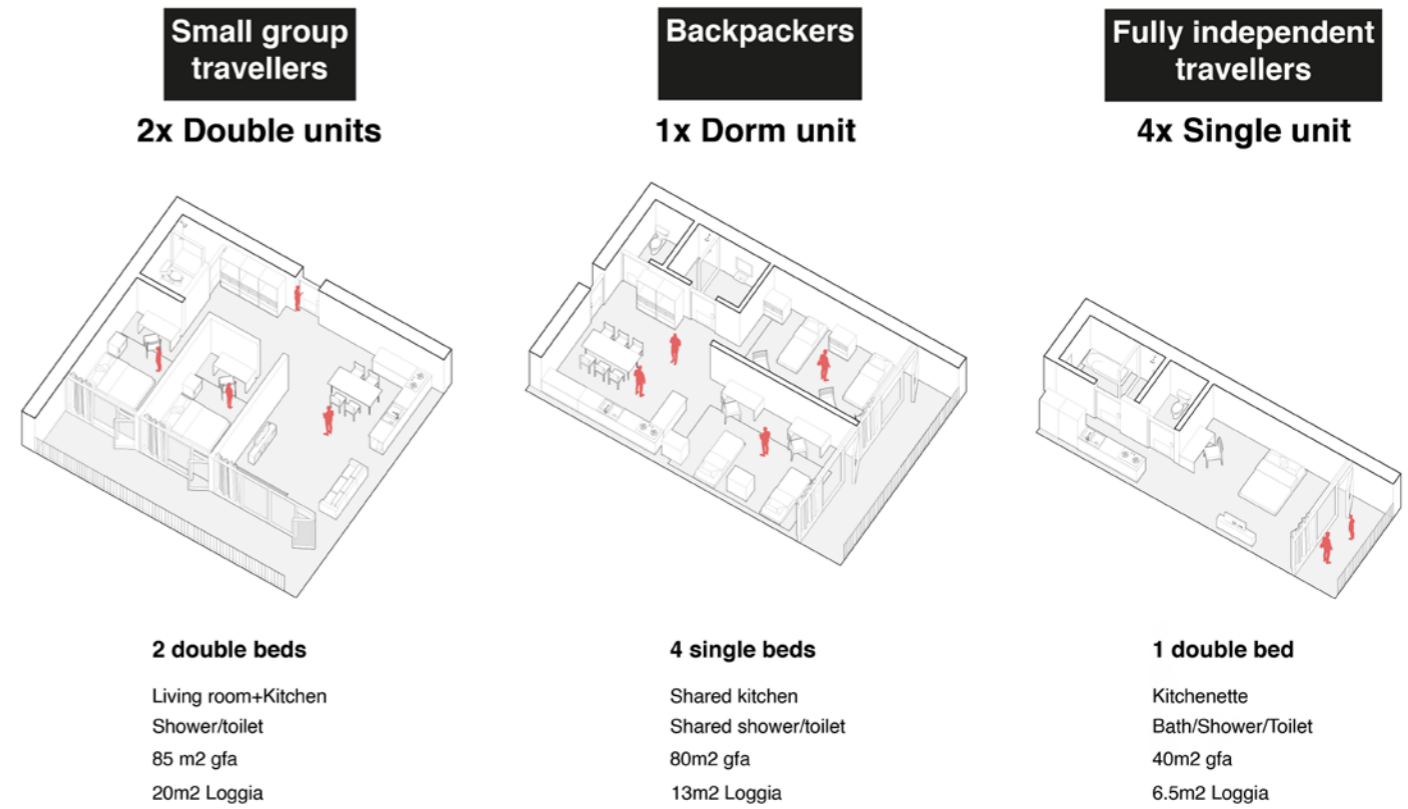 Small group
travellers
2x Double units
2 double beds
Living room+Kitchen
Shower/toilet
85 m2 gfa
20m2 Loggia
Backpackers
1x Dorm unit
4 single beds
Shared kitchen
Shared shower/toilet
80m2 gfa
13m2 Loggia
Fully independent
travellers
4x Single unit
1 double bed
Kitchenette
Bath/Shower/Toilet
40m2 gfa
6.5m2 Loggia